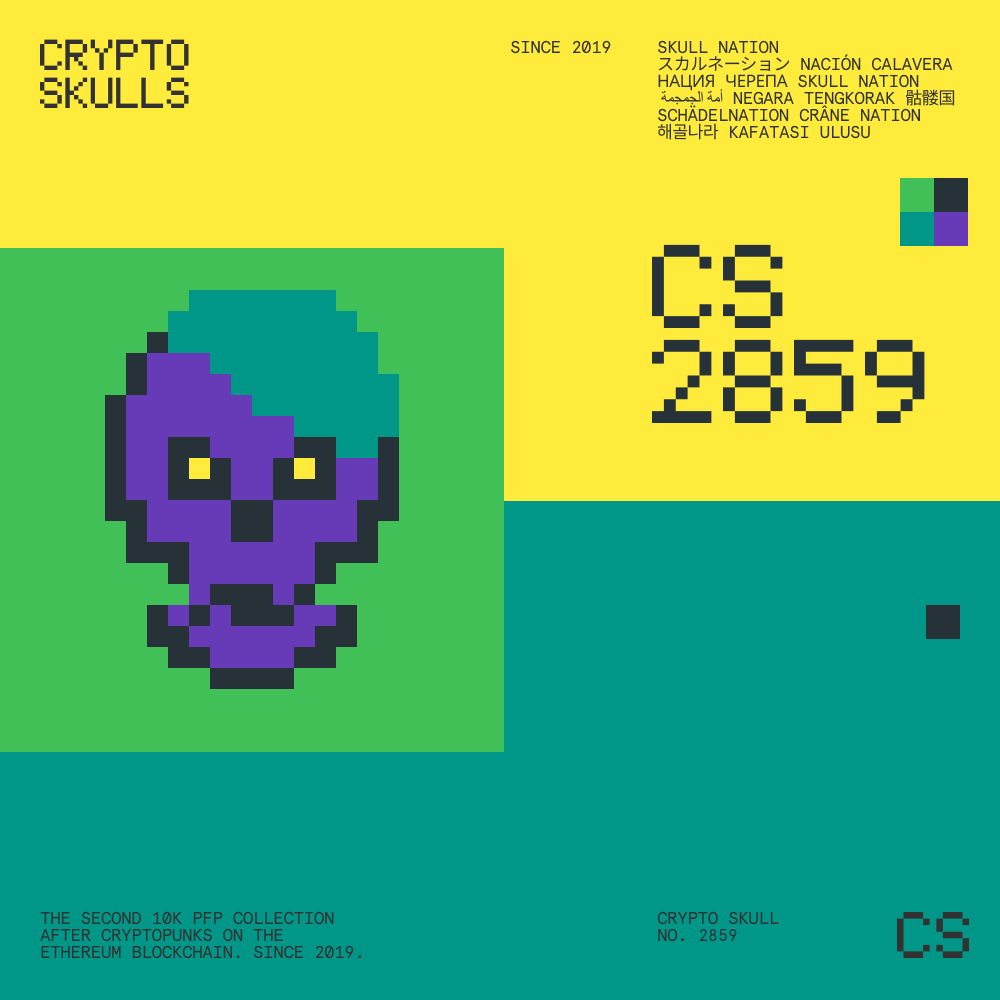 CRYPTO
SKULLS
SINCE 2019
SKULL NATION
スカルネーション NACIÓN CALAVERA
НАЦИЯ ЧЕРЕПА SKULL NATION
أمة الجمجمة NEGARA TENGKORAK 骷髅国
SCHÄDELNATION CRÂNE NATION
해골나라 KAFATASI ULUSU
CS
2859
THE SECOND 10K PFP COLLECTION
AFTER CRYPTOPUNKS ON THE
ETHEREUM BLOCKCHAIN. SINCE 2019.
CRYPTO SKULL
NO. 2859
CS